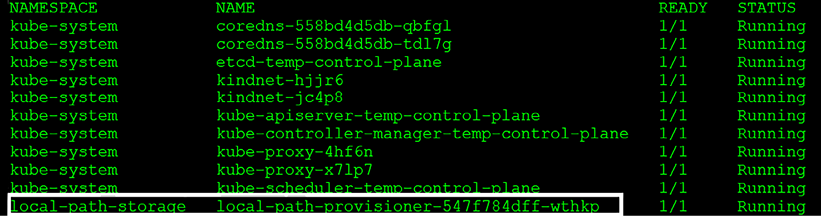 NAMESPACE NAME READY STATUS
kube-system coredns-558bd4d5db-qbfgl 1/1 Running
kube-system coredns-558bd4d5db-tdl7g 1/1 Running
kube-system etcd-temp-control-plane 1/1 Running
kube-system kindnet-hjjr6 1/1 Running
kube-system kindnet-jc4p8 1/1 Running
kube-system kube-apiserver-temp-control-plane 1/1 Running
kube-system kube-controller-manager-temp-control-plane 1/1 Running
kube-system kube-proxy-4hf6n 1/1 Running
kube-system kube-proxy-x7lp7 1/1 Running
kube-system kube-scheduler-temp-control-plane 1/1 Running
local-path-storage local-path-provisioner-547f784dff-wthkp 1/1 Running